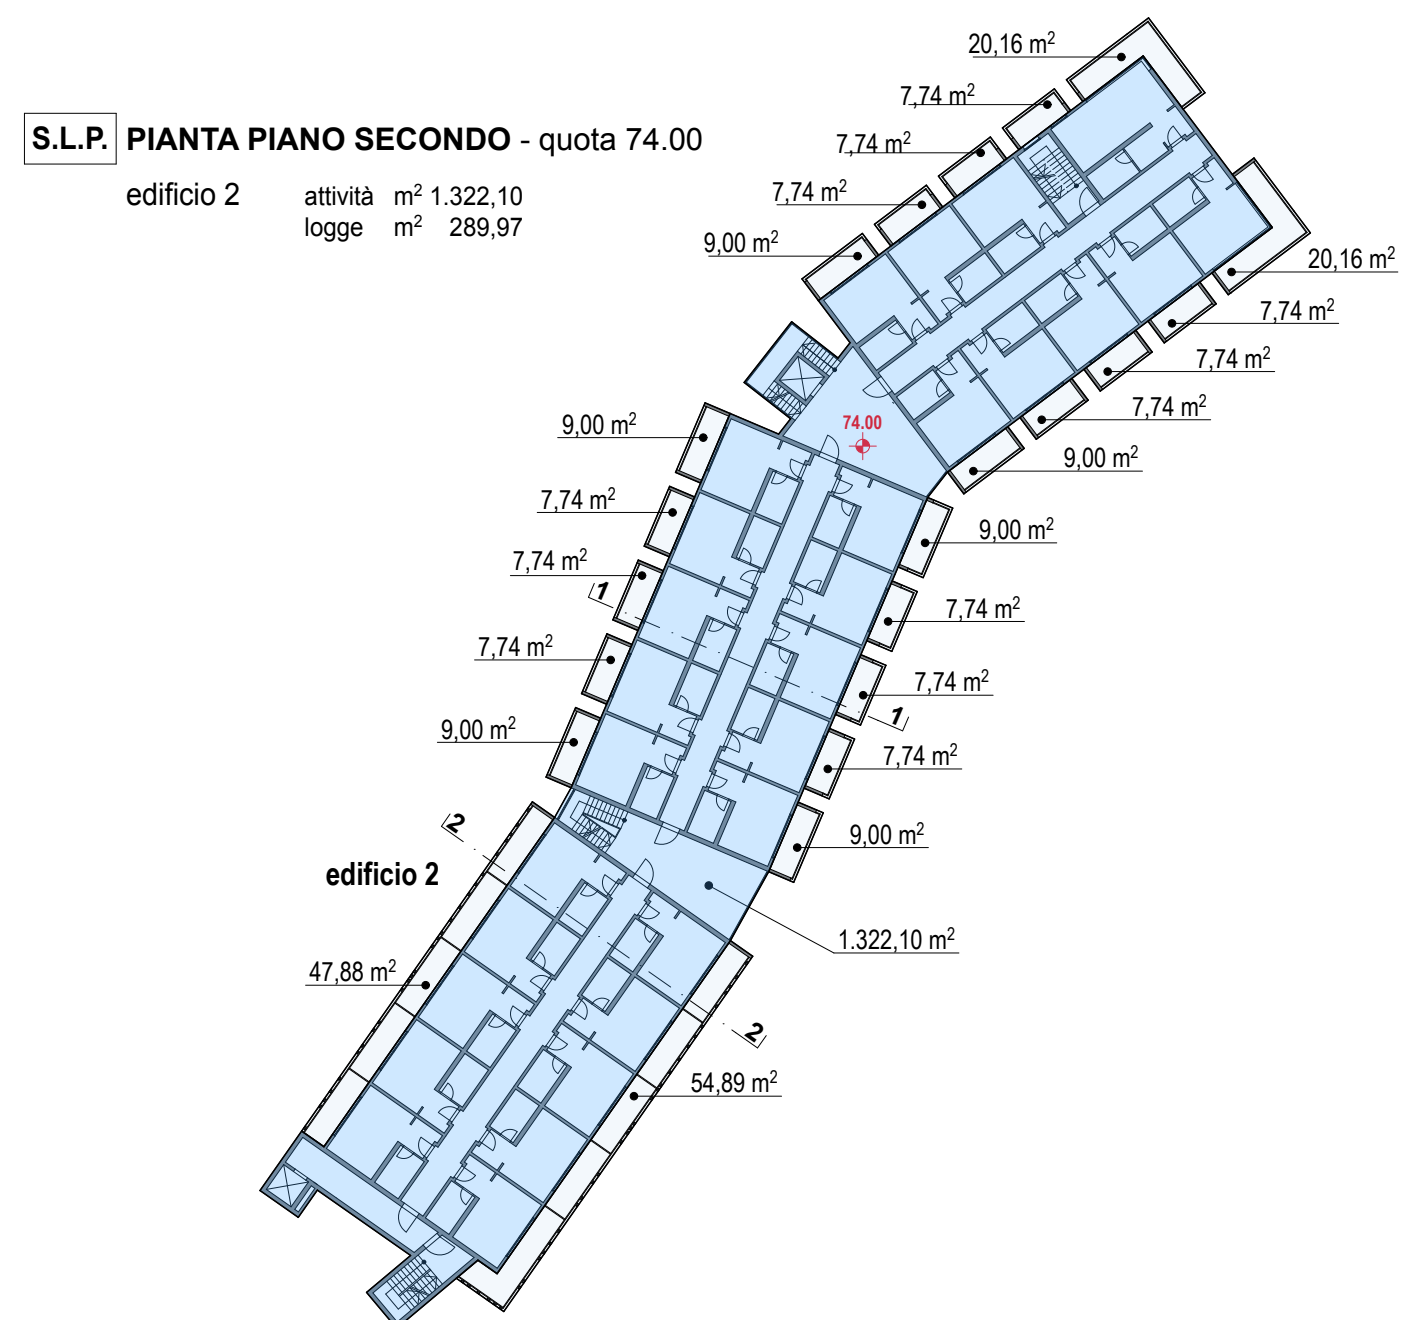 20,16 m²
7,74 m²
S.L.P. PIANTA PIANO SECONDO - quota 74.00
7,74 m²
edificio 2 attività m² 1.322,10
7,74 m²
logge m² 289,97
9,00 m²
20,16 m²
7,74 m²
7,74 m²
7,74 m²
9,00 m²
74.00
9,00 m²
7,74 m²
9,00 m²
7,74 m²
1
7,74 m²
7,74 m²
7,74 m²
1
9,00 m²
7,74 m²
2
9,00 m²
edificio 2
1.322,10 m²
47,88 m²
2
54,89 m²